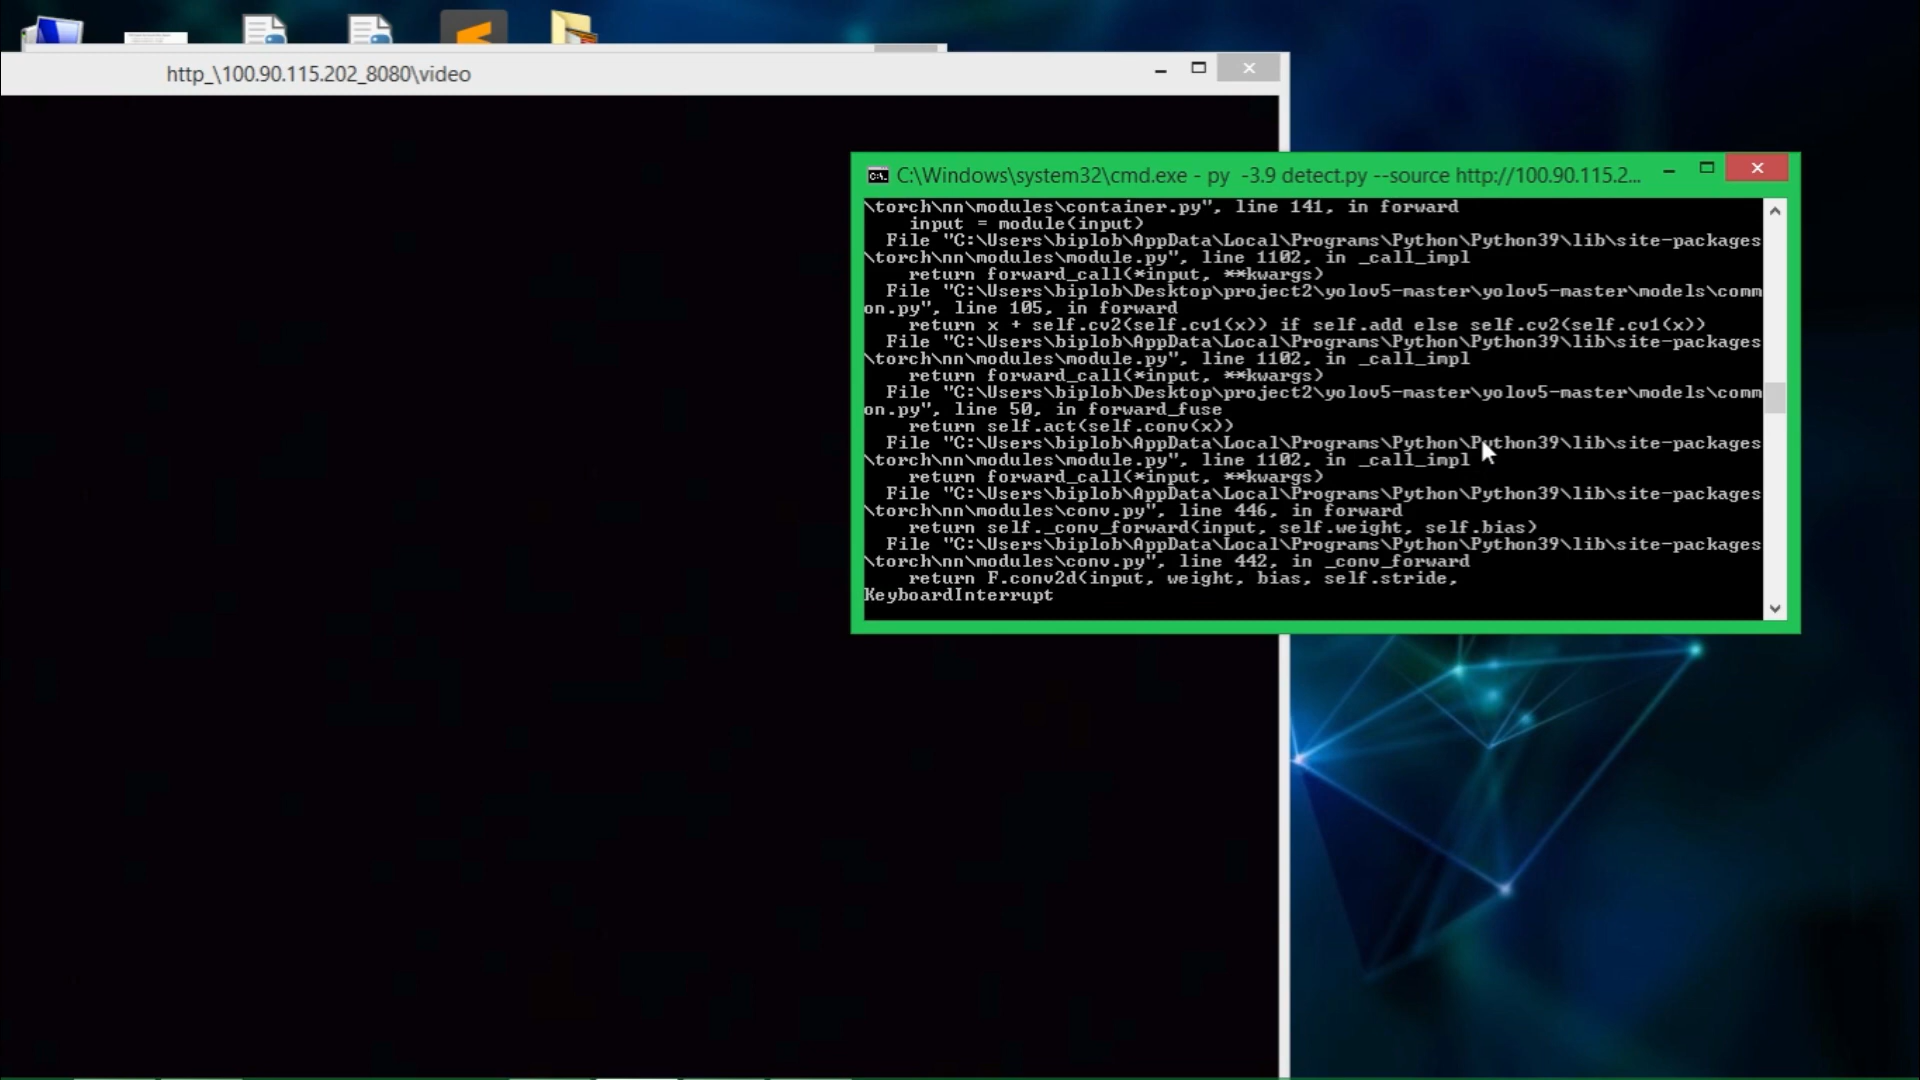 http_\100.90.115.202_8080\video
C:\Windows\system32\cmd.exe - py -3.9 detect.py --source http://100.90.115.2...
\torch\nn\modules\container.py", line 141, in forward
input = module(input)
File "C:\Users\biplob\AppData\Local\Programs\Python\Python39\lib\site-packages
\torch\nn\modules\module.py", line 1102, in _call_impl
return forward_call(*input, **kwargs)
File "C:\Users\biplob\Desktop\project2\yolov5-master\yolov5-master\models\comm
on.py", line 105, in forward
return x + self.cv2(self.cv1(x)) if self.add else self.cv2(self.cv1(x))
File "C:\Users\biplob\AppData\Local\Programs\Python\Python39\lib\site-packages
\torch\nn\modules\module.py", line 1102, in _call_impl
return forward_call(*input, **kwargs)
File "C:\Users\biplob\Desktop\project2\yolov5-master\yolov5-master\models\comm
on.py", line 50, in forward_fuse
return self.act(self.conv(x))
File "C:\Users\biplob\AppData\Local\Programs\Python\Python39\lib\site-packages
\torch\nn\modules\module.py", line 1102, in _call_impl
return forward_call(*input, **kwargs)
File "C:\Users\biplob\AppData\Local\Programs\Python\Python39\lib\site-packages
\torch\nn\modules\conv.py", line 446, in forward
return self._conv_forward(input, self.weight, self.bias)
File "C:\Users\biplob\AppData\Local\Programs\Python\Python39\lib\site-packages
\torch\nn\modules\conv.py", line 442, in _conv_forward
return F.conv2d(input, weight, bias, self.stride,
KeyboardInterrupt